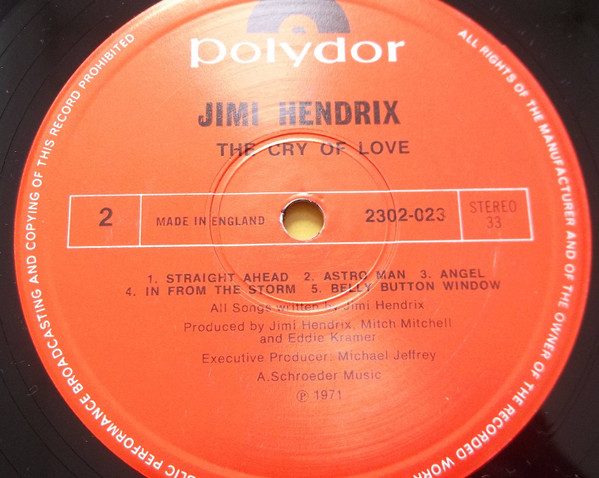 polydor
JIMI HENDRIX
THE CRY OF LOVE
2
MADE IN ENGLAND
2302-023
STEREO
33
1. STRAIGHT AHEAD 2. ASTRO MAN 3. ANGEL
4. IN FROM THE STORM 5. BELLY BUTTON WINDOW
All Songs written by Jimi Hendrix
Produced by Jimi Hendrix, Mitch Mitchell
and Eddie Kramer
Executive Producer: Michael Jeffrey
A.Schroeder Music
℗ 1971
ALL RIGHTS OF THE MANUFACTURER AND OF THE OWNER OF THE RECORDED WORK
PUBLIC PERFORMANCE BROADCASTING AND COPYING OF THIS RECORD PROHIBITED